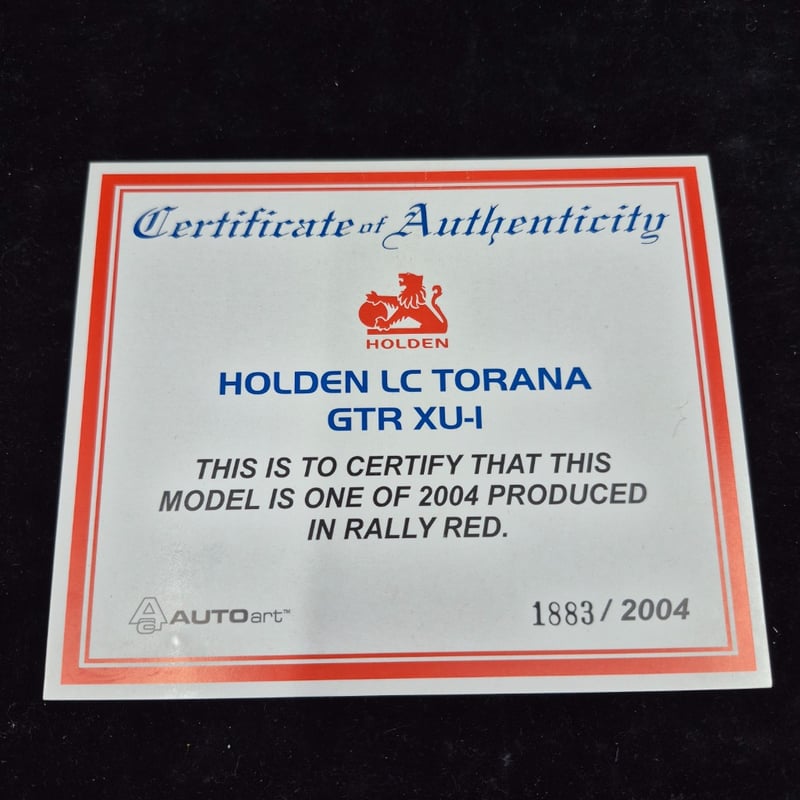 Certificate of Authenticity
HOLDEN
HOLDEN LC TORANA
GTR XU-I
THIS IS TO CERTIFY THAT THIS
MODEL IS ONE OF 2004 PRODUCED
IN RALLY RED.
Aa AUTOart™ 1883 / 2004